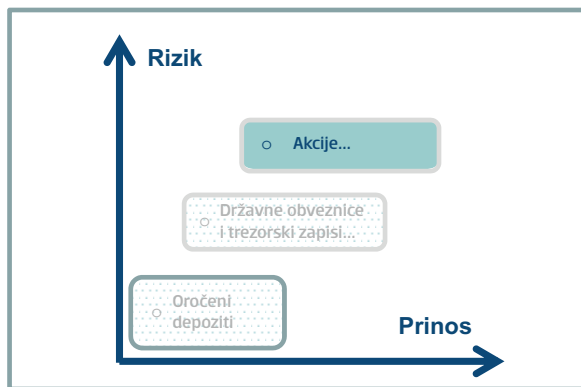 Rizik
Akcije...
Državne obveznice
i trezorski zapisi...
Oročeni
depoziti
Prinos